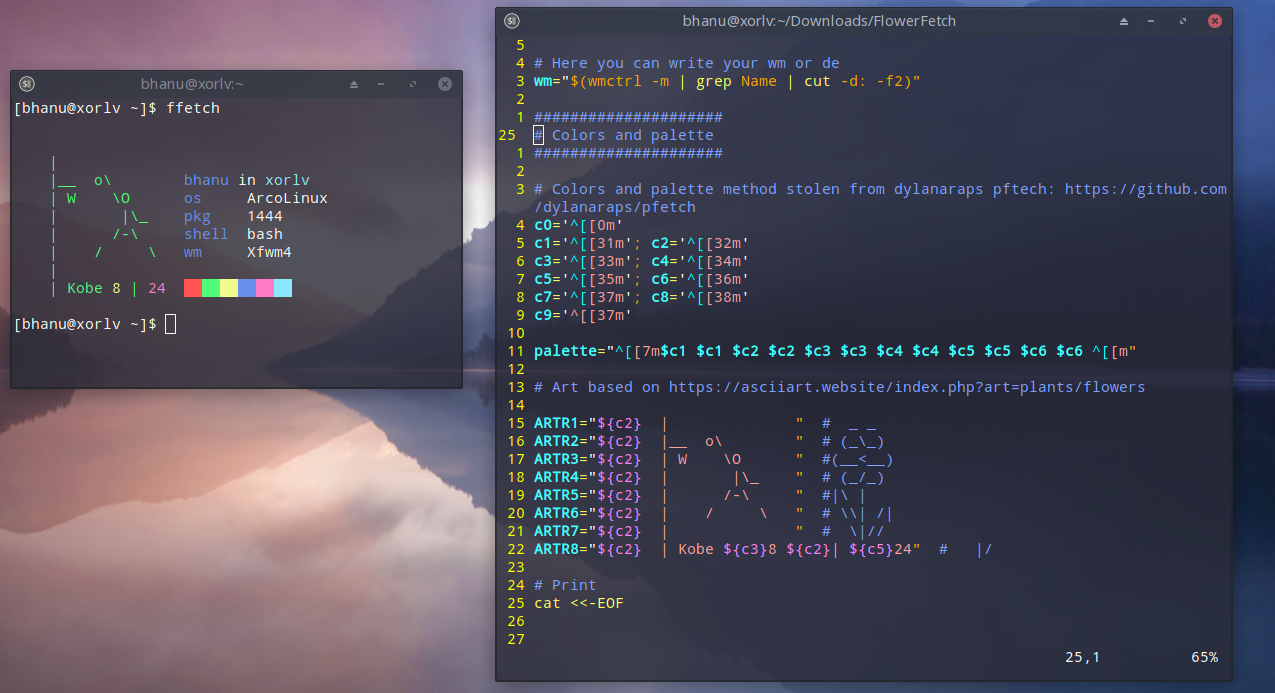 bhanu@xorlv:~
[bhanu@xorlv ~]$ ffetch
  |
  |__  o\        bhanu in xorlv
  | W    \O      os     ArcoLinux
  |       |\_    pkg    1444
  |      /-\     shell  bash
  |    /     \   wm     Xfwm4
  |
  | Kobe 8 | 24
[bhanu@xorlv ~]$
bhanu@xorlv:~/Downloads/FlowerFetch
5
4 # Here you can write your wm or de
3 wm="$(wmctrl -m | grep Name | cut -d: -f2)"
2
1 #####################
25 # Colors and palette
1 #####################
2
3 # Colors and palette method stolen from dylanaraps pftech: https://github.com
/dylanaraps/pfetch
4 c0='^[[0m'
5 c1='^[[31m'; c2='^[[32m'
6 c3='^[[33m'; c4='^[[34m'
7 c5='^[[35m'; c6='^[[36m'
8 c7='^[[37m'; c8='^[[38m'
9 c9='^[[37m'
10
11 palette="^[[7m$c1 $c1 $c2 $c2 $c3 $c3 $c4 $c4 $c5 $c5 $c6 $c6 ^[[m"
12
13 # Art based on https://asciiart.website/index.php?art=plants/flowers
14
15 ARTR1="${c2}  |              "  #  _ _
16 ARTR2="${c2}  |__  o\        "  # (_\_)
17 ARTR3="${c2}  | W    \O      "  #(__<__)
18 ARTR4="${c2}  |       |\_    "  # (_/_)
19 ARTR5="${c2}  |      /-\     "  #|\ |
20 ARTR6="${c2}  |    /     \   "  # \\| /|
21 ARTR7="${c2}  |              "  #  \|//
22 ARTR8="${c2}  | Kobe ${c3}8 ${c2}| ${c5}24"  #   |/
23
24 # Print
25 cat <<-EOF
26
27
25,1 65%